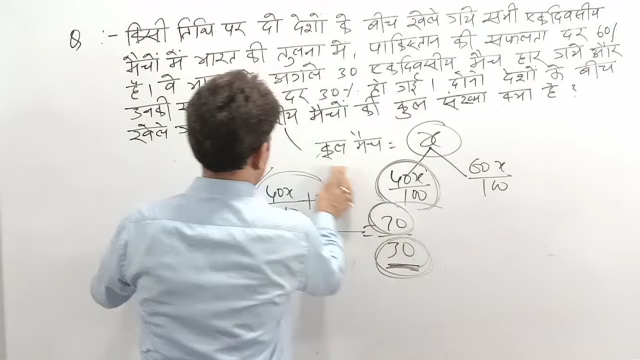 Q :- किसी तिथि पर दो देशो के बीच खेले गये सभी एकदिवसीय
मैचों में भारत की तुलना में, पाकिस्तान की सफलता दर 60%
है। वे अगले 30 एकदिवसीय मैच हार गये और
उनकी दर 30% हो गई। दोनो देशों के बीच
खेले मैचों की कुल संख्या क्या है ?
कुल मैच = x
40x/100 60x/100
40x
70
30